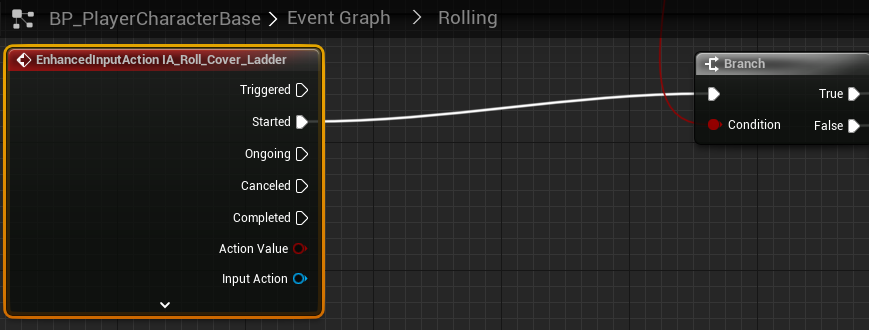 BP_PlayerCharacterBase > Event Graph > Rolling
EnhancedInputAction IA_Roll_Cover_Ladder
Triggered
Started
Ongoing
Canceled
Completed
Action Value
Input Action
Branch
True
Condition
False